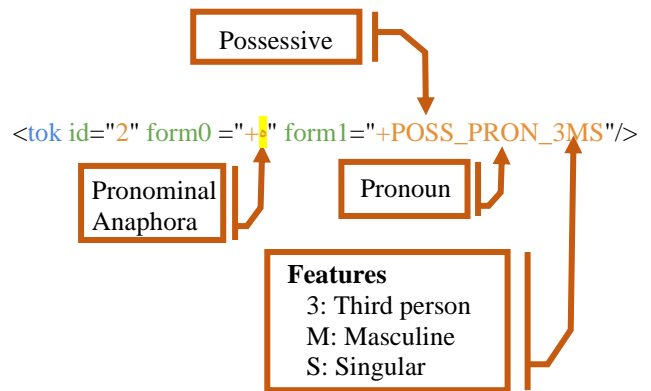 Possessive
<tok id="2" form0 ="+ه" form1="+POSS_PRON_3MS"/>
Pronominal
Anaphora
Pronoun
Features
3: Third person
M: Masculine
S: Singular